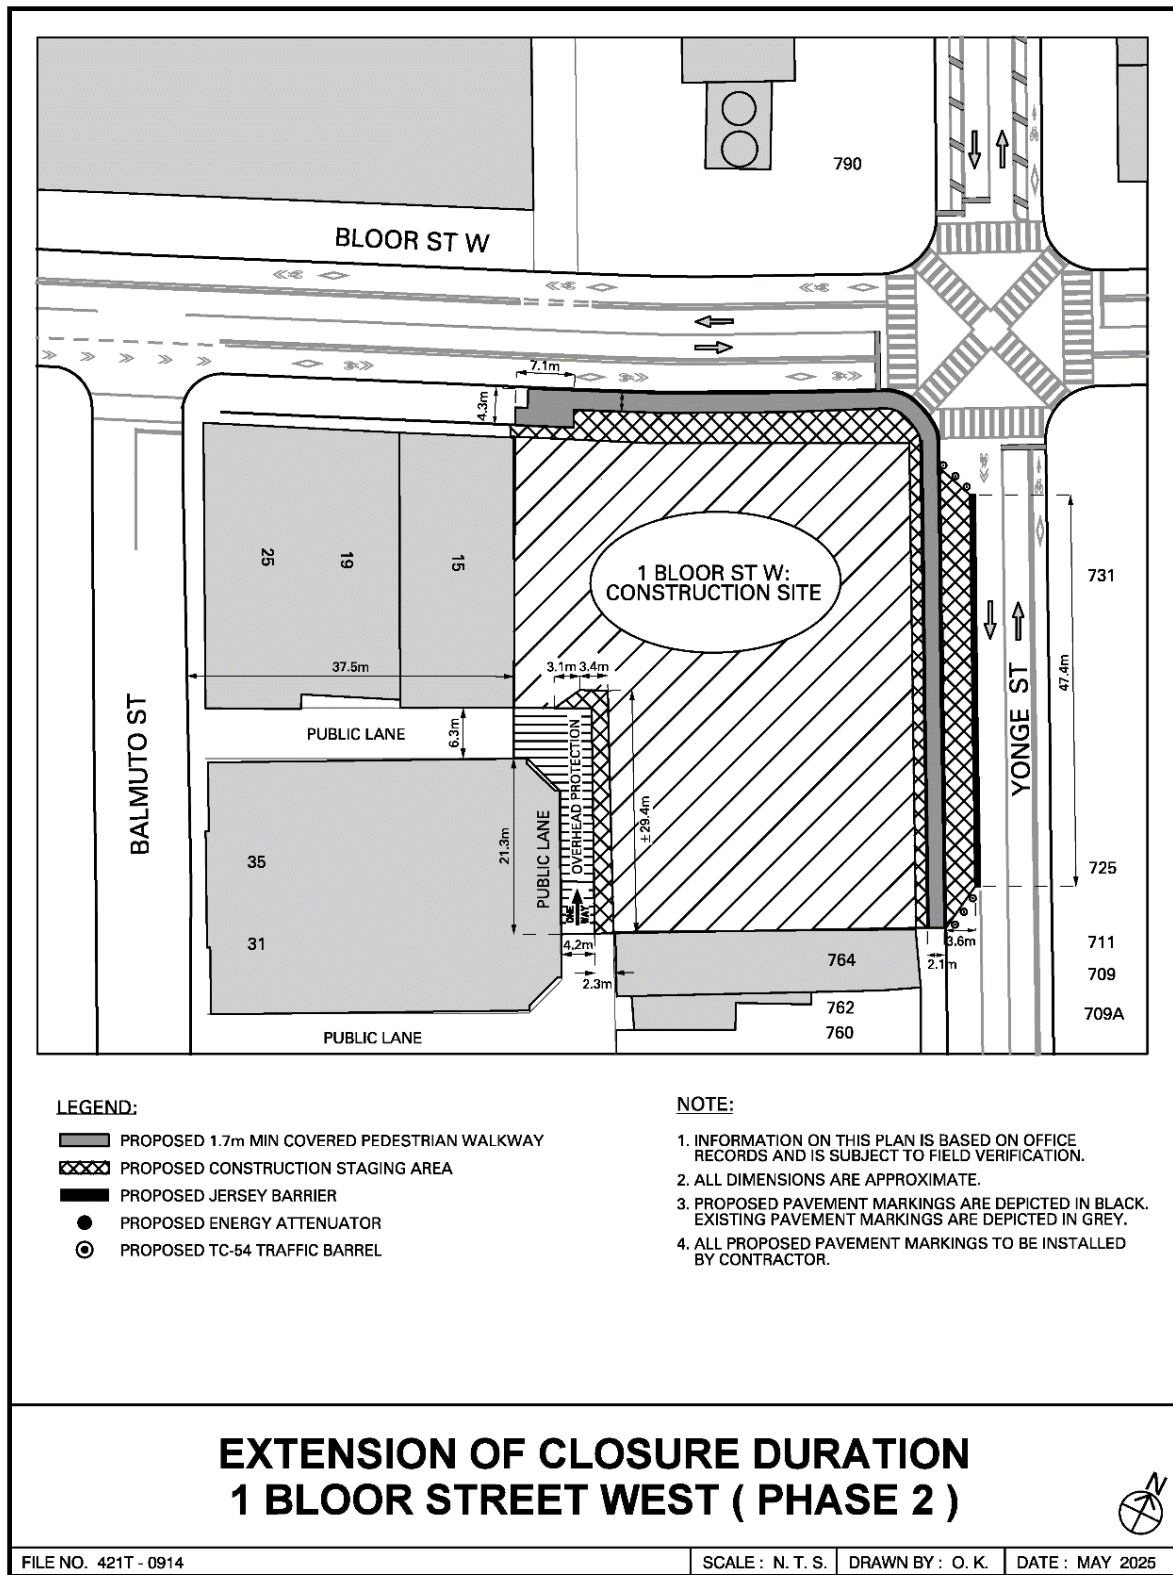 790
BLOOR ST W
7.1m
4.3m
1 BLOOR ST W:
CONSTRUCTION SITE
25
19
15
731
47.4m
37.5m
3.1m 3.4m
YONGE ST
BALMUTO ST
PUBLIC LANE
6.3m
OVERHEAD PROTECTION
±29.4m
21.3m
PUBLIC LANE
35
725
31
ONE
WAY
4.2m
2.3m
764
2.1m
3.6m
711
709
762
709A
760
PUBLIC LANE
LEGEND:
PROPOSED 1.7m MIN COVERED PEDESTRIAN WALKWAY
PROPOSED CONSTRUCTION STAGING AREA
PROPOSED JERSEY BARRIER
PROPOSED ENERGY ATTENUATOR
PROPOSED TC-54 TRAFFIC BARREL
NOTE:
1. INFORMATION ON THIS PLAN IS BASED ON OFFICE
RECORDS AND IS SUBJECT TO FIELD VERIFICATION.
2. ALL DIMENSIONS ARE APPROXIMATE.
3. PROPOSED PAVEMENT MARKINGS ARE DEPICTED IN BLACK.
EXISTING PAVEMENT MARKINGS ARE DEPICTED IN GREY.
4. ALL PROPOSED PAVEMENT MARKINGS TO BE INSTALLED
BY CONTRACTOR.
EXTENSION OF CLOSURE DURATION
1 BLOOR STREET WEST ( PHASE 2 )
N
FILE NO. 421T - 0914
SCALE : N. T. S.
DRAWN BY : O. K.
DATE : MAY 2025